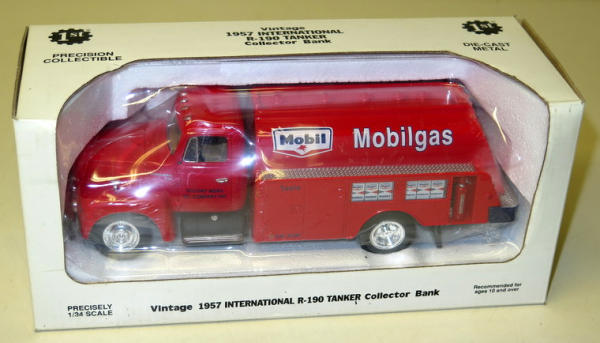 1st
PRECISION
COLLECTIBLE
Vintage
1957 INTERNATIONAL
R-190 TANKER
Collector Bank
1st
DIE-CAST
METAL
Mobil
Mobilgas
PRECISELY
1/34 SCALE
Vintage 1957 INTERNATIONAL R-190 TANKER Collector Bank
Recommended for
ages 10 and over